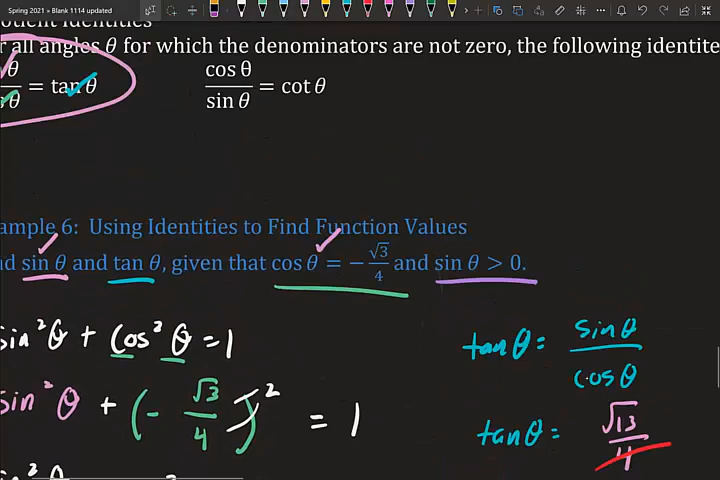 Spring 2021 » Blank 1114 updated
otient Identities
r all angles θ for which the denominators are not zero, the following identite
θ/θ = tan θ   cos θ/sin θ = cot θ
ample 6: Using Identities to Find Function Values
d sin θ and tan θ, given that cos θ = −√3/4 and sin θ > 0.
sin²θ + cos²θ = 1
tan θ = sin θ/cos θ
sin²θ + (−√3/4)² = 1
tan θ = √13/4